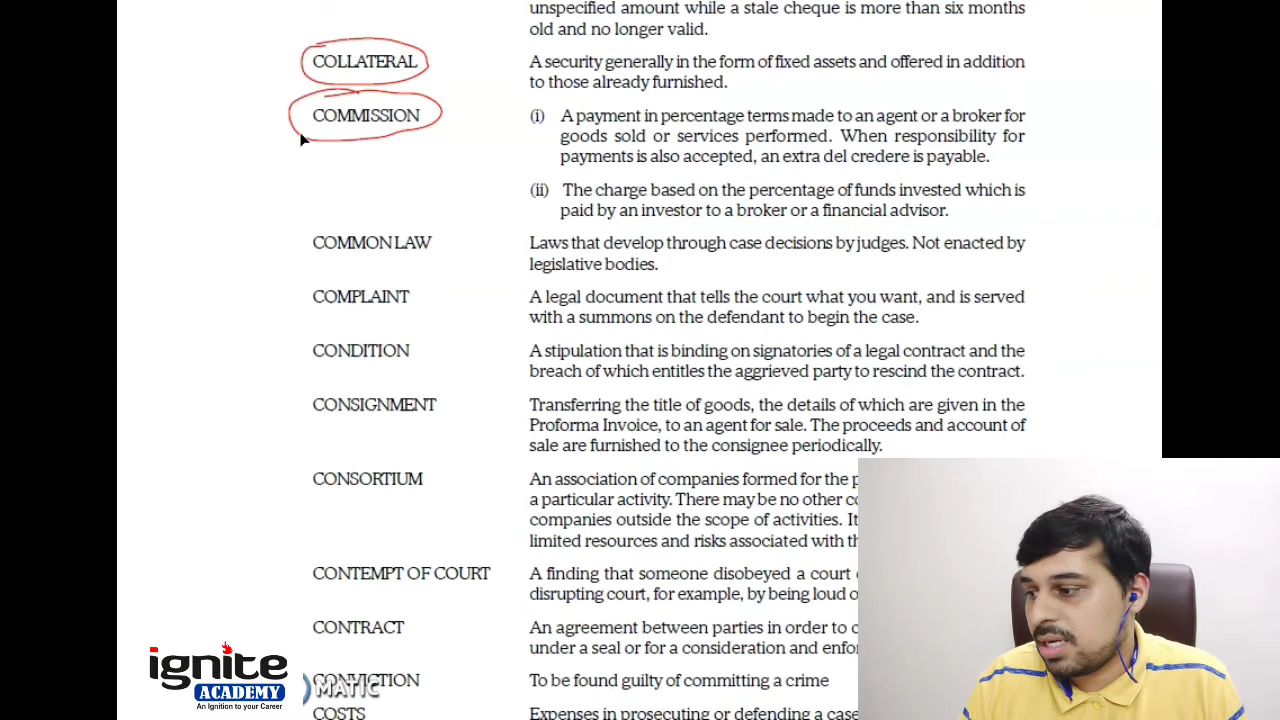 unspecified amount while a stale cheque is more than six months
old and no longer valid.
COLLATERAL
A security generally in the form of fixed assets and offered in addition
to those already furnished.
COMMISSION
(i) A payment in percentage terms made to an agent or a broker for
goods sold or services performed. When responsibility for
payments is also accepted, an extra del credere is payable.
(ii) The charge based on the percentage of funds invested which is
paid by an investor to a broker or a financial advisor.
COMMON LAW
Laws that develop through case decisions by judges. Not enacted by
legislative bodies.
COMPLAINT
A legal document that tells the court what you want, and is served
with a summons on the defendant to begin the case.
CONDITION
A stipulation that is binding on signatories of a legal contract and the
breach of which entitles the aggrieved party to rescind the contract.
CONSIGNMENT
Transferring the title of goods, the details of which are given in the
Proforma Invoice, to an agent for sale. The proceeds and account of
sale are furnished to the consignee periodically.
CONSORTIUM
An association of companies formed for the
a particular activity. There may be no other
companies outside the scope of activities.
limited resources and risks associated with
CONTEMPT OF COURT
A finding that someone disobeyed a court
disrupting court, for example, by being loud
CONTRACT
An agreement between parties in order to
under a seal or for a consideration and
CONVICTION
To be found guilty of committing a crime
COSTS
Expenses in prosecuting or defending a case
ignite
ACADEMY
An Ignition to your Career
MATIC